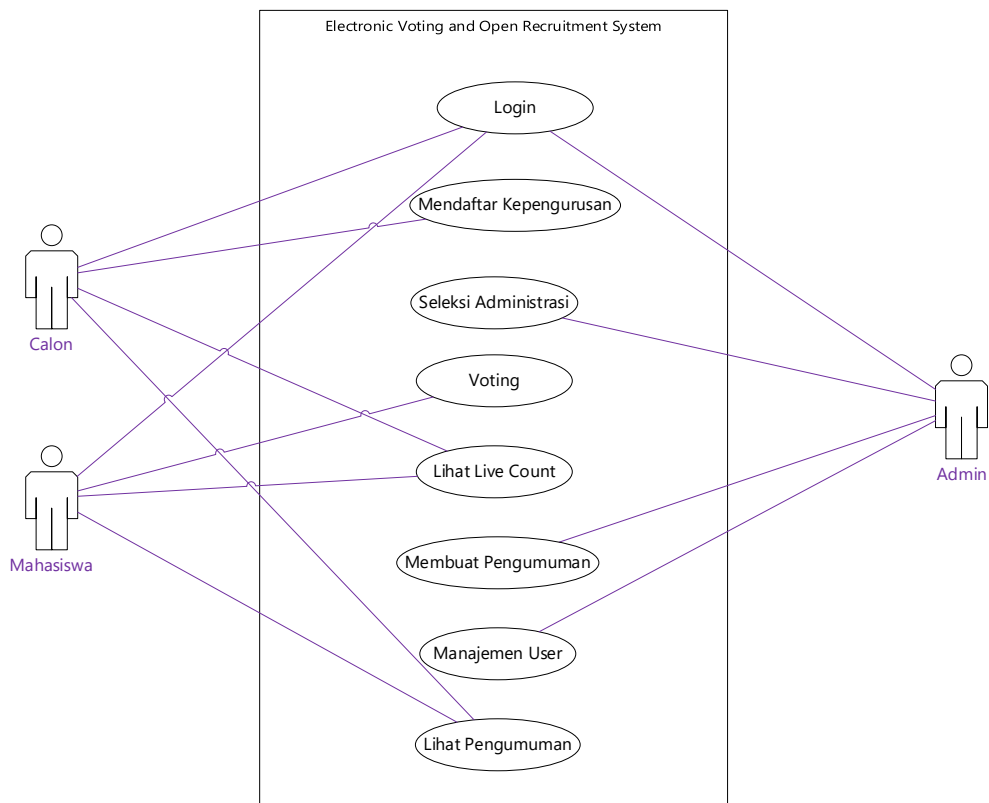 Electronic Voting and Open Recruitment System
Login
Mendaftar Kepengurusan
Seleksi Administrasi
Calon
Voting
Lihat Live Count
Admin
Mahasiswa
Membuat Pengumuman
Manajemen User
Lihat Pengumuman